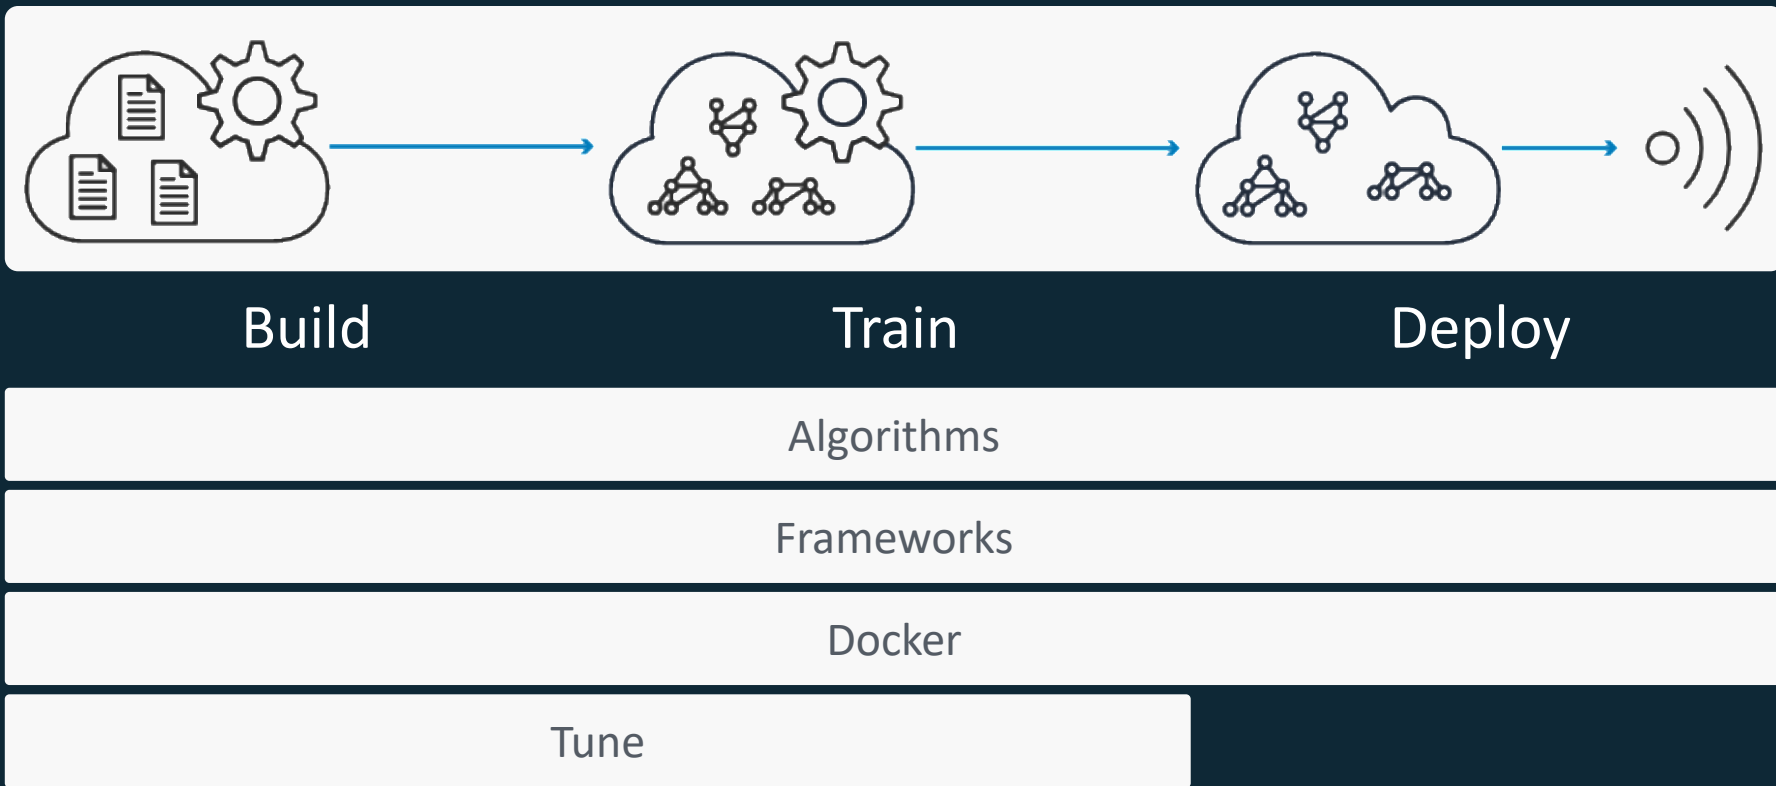 Build
Train
Deploy
Algorithms
Frameworks
Docker
Tune